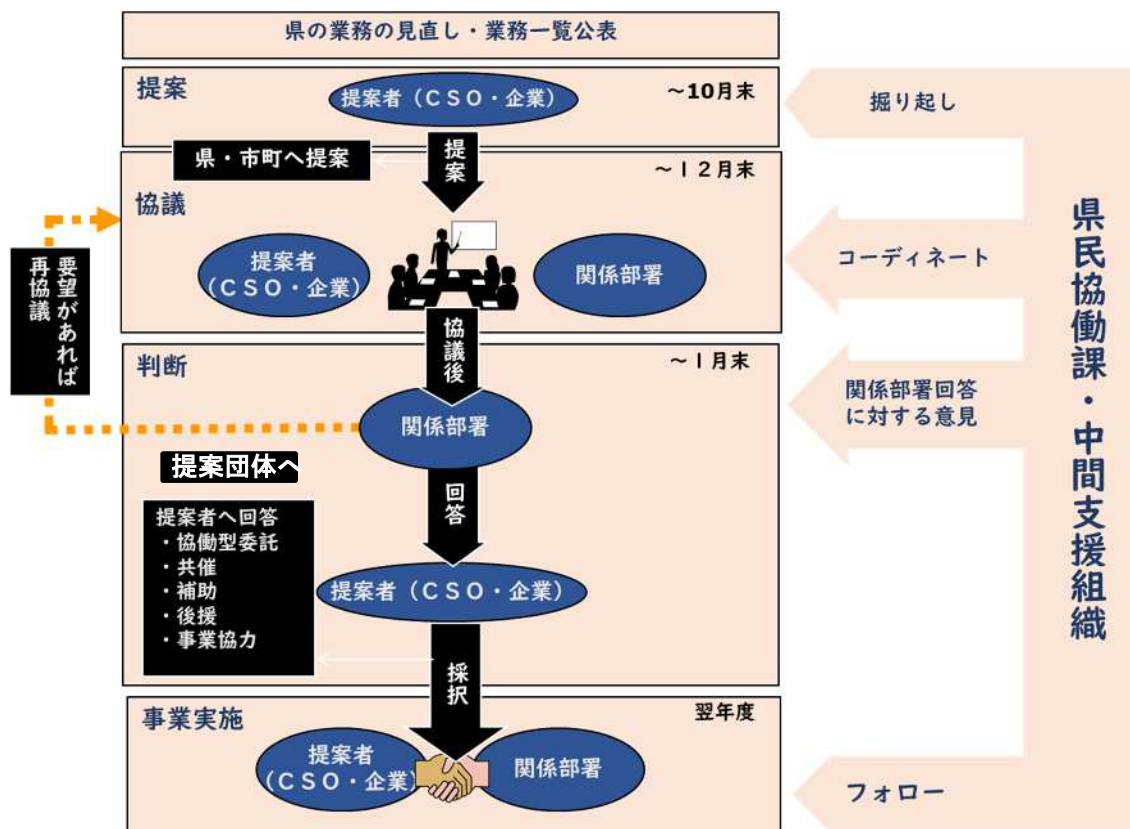 県の業務の見直し・業務一覧公表
提案
~10月末
提案者(CSO・企業)
掘り起し
提案
県・市町へ提案
~12月末
協議
コーディネート
提案者
(CSO・企業)
関係部署
要望があれば
再協議
協議後
判断
~1月末
関係部署回答
に対する意見
関係部署
提案団体へ
回答
提案者へ回答
・協働型委託
・共催
・補助
・後援
・事業協力
提案者(CSO・企業)
採択
事業実施
翌年度
提案者
(CSO・企業)
関係部署
フォロー
県民協働課・中間支援組織